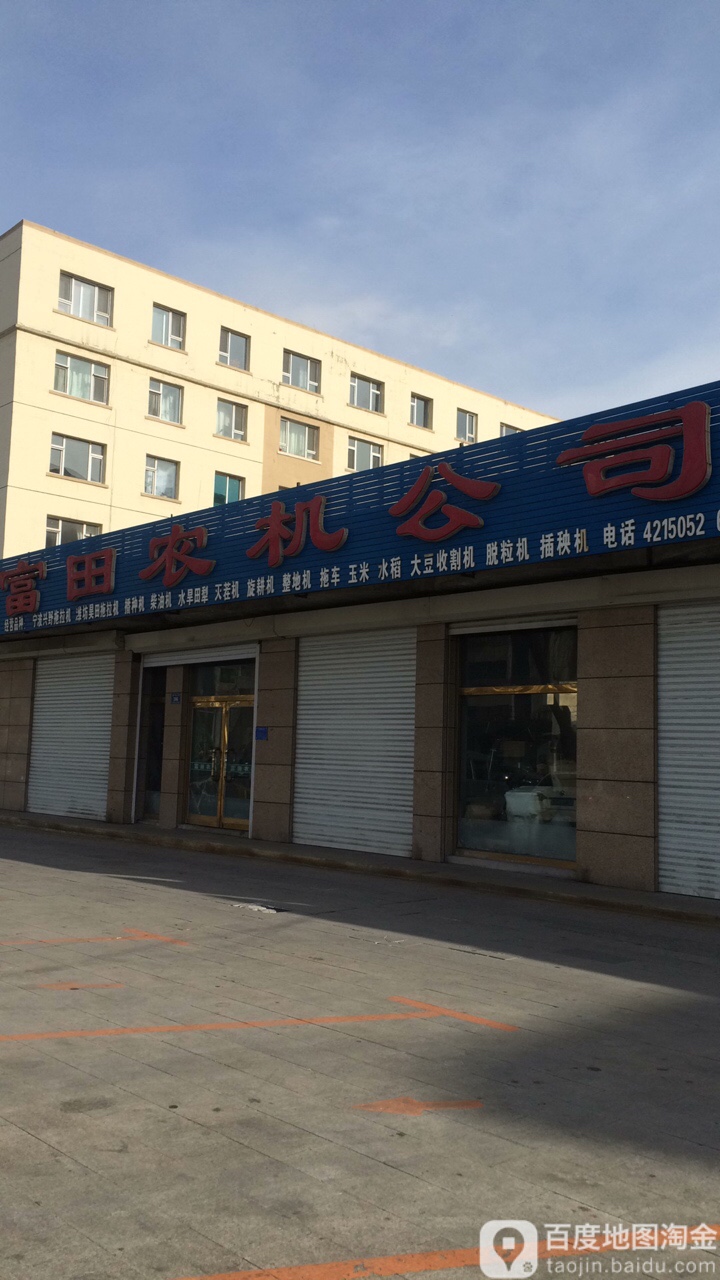 富田农机公司
经营品种 宁波兴野拖拉机 潍坊昊田拖拉机 播种机 柴油机 水旱田犁 灭茬机 旋耕机 整地机 拖车 玉米 水稻 大豆收割机 脱粒机 插秧机 电话 4215052
百度地图淘金
taojin.baidu.com